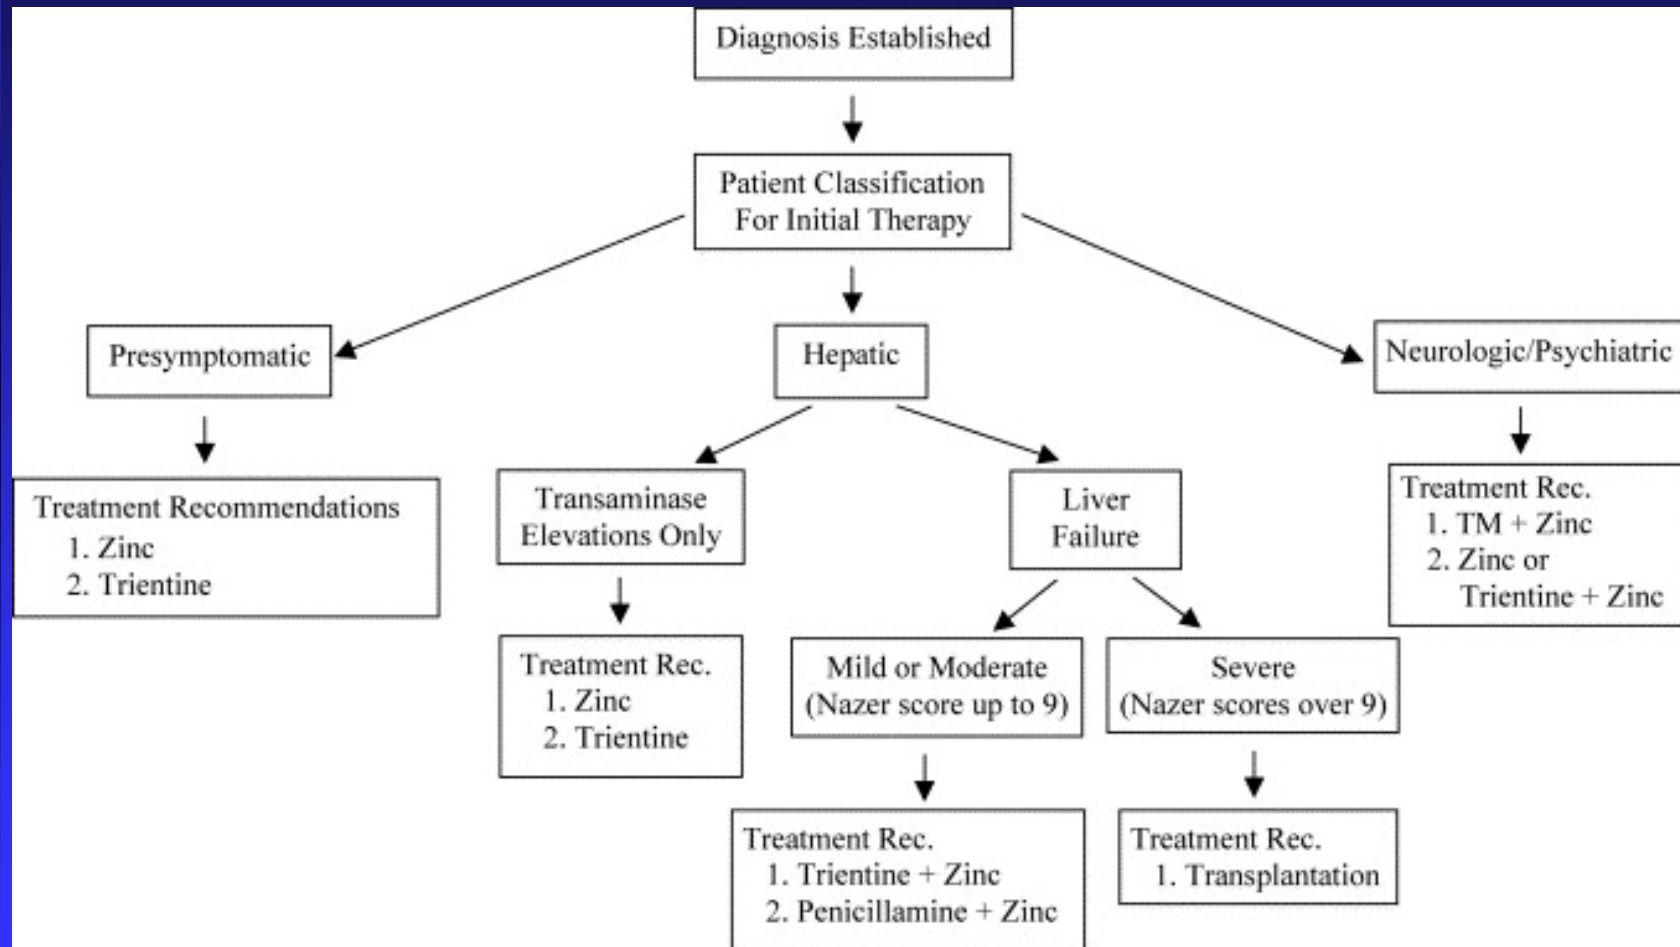 Diagnosis Established
Patient Classification
For Initial Therapy
Presymptomatic
Hepatic
Neurologic/Psychiatric
Treatment Recommendations
1. Zinc
2. Trientine
Transaminase
Elevations Only
Liver
Failure
Treatment Rec.
1. TM + Zinc
2. Zinc or
Trientine + Zinc
Treatment Rec.
1. Zinc
2. Trientine
Mild or Moderate
(Nazer score up to 9)
Severe
(Nazer scores over 9)
Treatment Rec.
1. Trientine + Zinc
2. Penicillamine + Zinc
Treatment Rec.
1. Transplantation